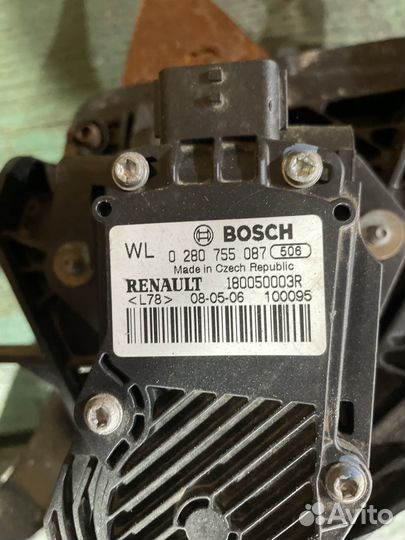 WL BOSCH
0 280 755 087 506
Made in Czech Republic
RENAULT 180050003R
<L78> 08-05-06 100095
Avito